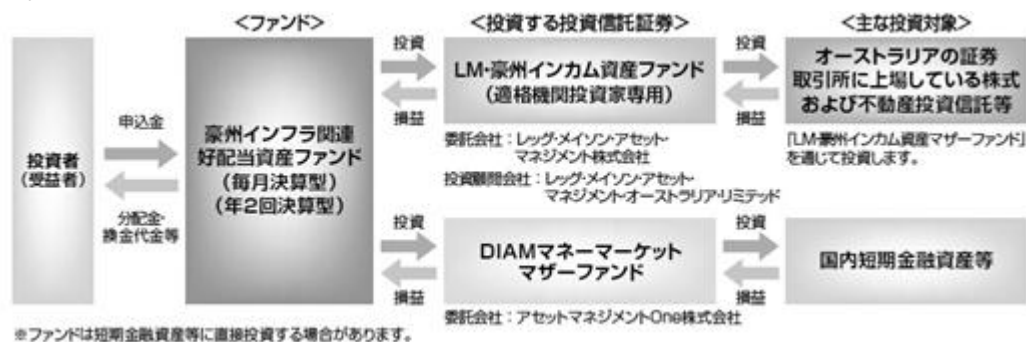 <ファンド>
<投資する投資信託証券>
<主な投資対象>
投資者
(受益者)
申込金
分配金・
換金代金等
豪州インフラ関連
好配当資産ファンド
(毎月決算型)
(年2回決算型)
投資
損益
LM・豪州インカム資産ファンド
(適格機関投資家専用)
委託会社:レッグ・メイソン・アセット・
マネジメント株式会社
投資顧問会社:レッグ・メイソン・アセット・
マネジメント・オーストラリア・リミテッド
投資
損益
オーストラリアの証券
取引所に上場している株式
および不動産投資信託等
「LM・豪州インカム資産マザーファンド」
を通じて投資します。
投資
損益
DIAMマネーマーケット
マザーファンド
委託会社:アセットマネジメントOne株式会社
投資
損益
国内短期金融資産等
※ファンドは短期金融資産等に直接投資する場合があります。